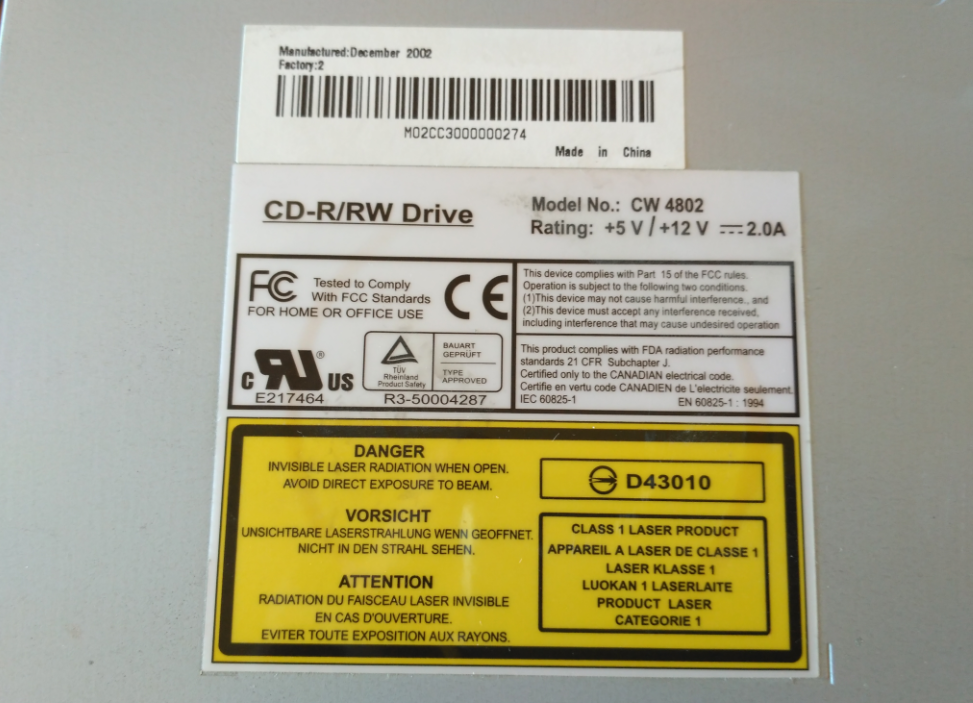 Manufactured:December 2002
Factory:2
M02CC3000000274
Made in China
CD-R/RW Drive
Model No.: CW 4802
Rating: +5 V / +12 V ⎓ 2.0A
FC
Tested to Comply
With FCC Standards
FOR HOME OR OFFICE USE
CE
This device complies with Part 15 of the FCC rules.
Operation is subject to the following two conditions.
(1)This device may not cause harmful interference., and
(2)This device must accept any interference received,
including interference that may cause undesired operation
c RU ® US
E217464
TÜV
Rheinland
Product Safety
BAUART
GEPRÜFT
TYPE
APPROVED
R3-50004287
This product complies with FDA radiation performance
standards 21 CFR Subchapter J.
Certified only to the CANADIAN electrical code.
Certifie en vertu code CANADIEN de L'electricite seulement.
IEC 60825-1 EN 60825-1 : 1994
DANGER
INVISIBLE LASER RADIATION WHEN OPEN.
AVOID DIRECT EXPOSURE TO BEAM.
VORSICHT
UNSICHTBARE LASERSTRAHLUNG WENN GEOFFNET.
NICHT IN DEN STRAHL SEHEN.
ATTENTION
RADIATION DU FAISCEAU LASER INVISIBLE
EN CAS D'OUVERTURE.
EVITER TOUTE EXPOSITION AUX RAYONS.
D43010
CLASS 1 LASER PRODUCT
APPAREIL A LASER DE CLASSE 1
LASER KLASSE 1
LUOKAN 1 LASERLAITE
PRODUCT LASER
CATEGORIE 1